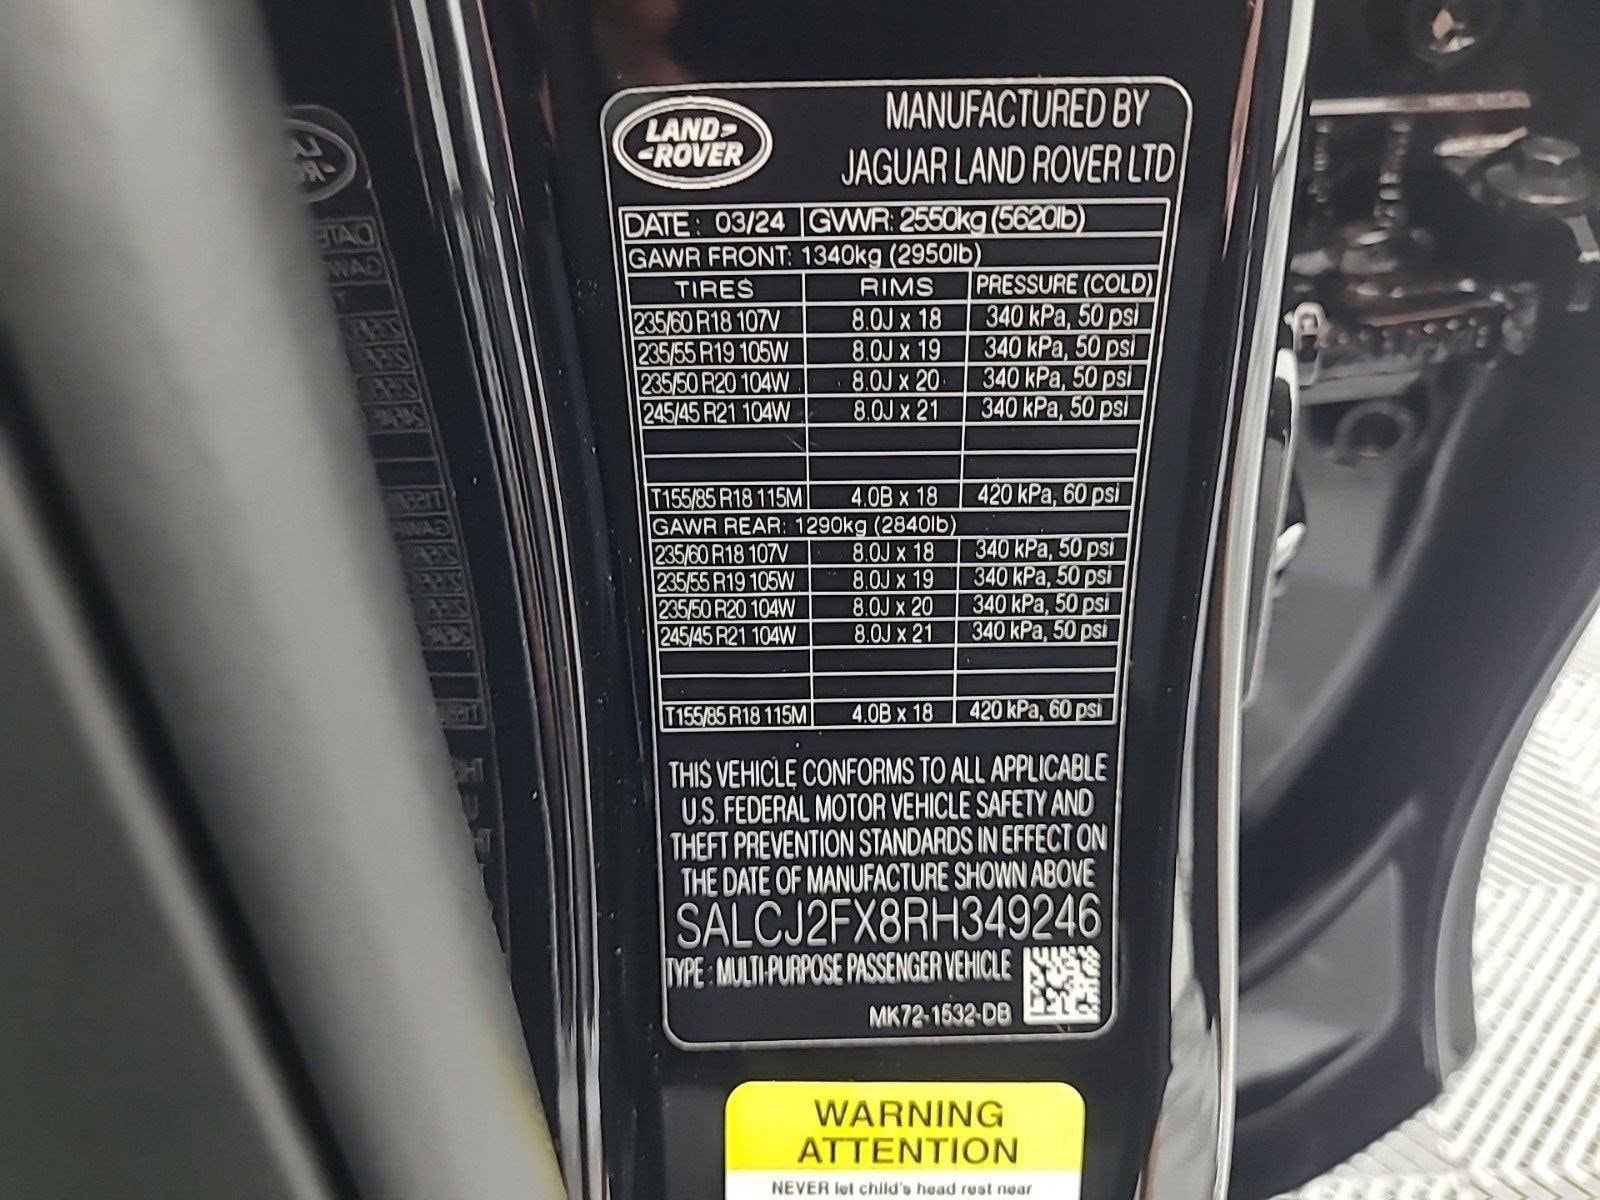 LAND-
-ROVER
MANUFACTURED BY
JAGUAR LAND ROVER LTD
DATE: 03/24 GVWR: 2550kg (5620lb)
GAWR FRONT: 1340kg (2950lb)
TIRES RIMS PRESSURE (COLD)
235/60 R18 107V 8.0J x 18 340 kPa, 50 psi
235/55 R19 105W 8.0J x 19 340 kPa, 50 psi
235/50 R20 104W 8.0J x 20 340 kPa, 50 psi
245/45 R21 104W 8.0J x 21 340 kPa, 50 psi
T155/85 R18 115M 4.0B x 18 420 kPa, 60 psi
GAWR REAR: 1290kg (2840lb)
235/60 R18 107V 8.0J x 18 340 kPa, 50 psi
235/55 R19 105W 8.0J x 19 340 kPa, 50 psi
235/50 R20 104W 8.0J x 20 340 kPa, 50 psi
245/45 R21 104W 8.0J x 21 340 kPa, 50 psi
T155/85 R18 115M 4.0B x 18 420 kPa, 60 psi
THIS VEHICLE CONFORMS TO ALL APPLICABLE
U.S. FEDERAL MOTOR VEHICLE SAFETY AND
THEFT PREVENTION STANDARDS IN EFFECT ON
THE DATE OF MANUFACTURE SHOWN ABOVE
SALCJ2FX8RH349246
TYPE: MULTI-PURPOSE PASSENGER VEHICLE
MK72-1532-DB
WARNING
ATTENTION
NEVER let child's head rest near